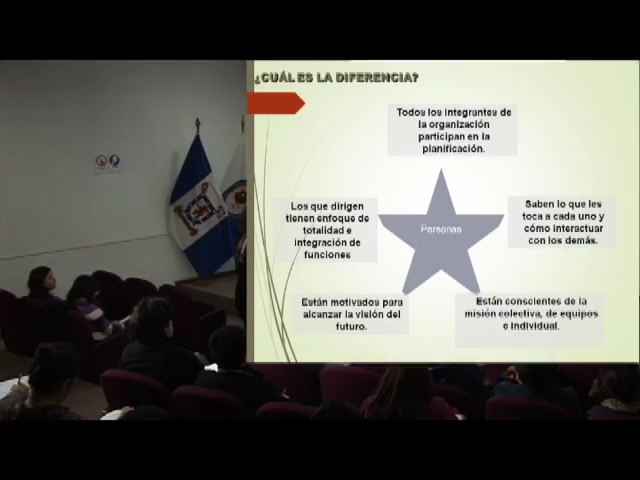 ¿CUÁL ES LA DIFERENCIA?
Todos los integrantes de
la organización
participan en la
planificación.
Los que dirigen
tienen enfoque de
totalidad e
integración de
funciones
Personas
Saben lo que les
toca a cada uno y
cómo interactuar
con los demás.
Están motivados para
alcanzar la visión del
futuro.
Están conscientes de la
misión colectiva, de equipos
e individual.